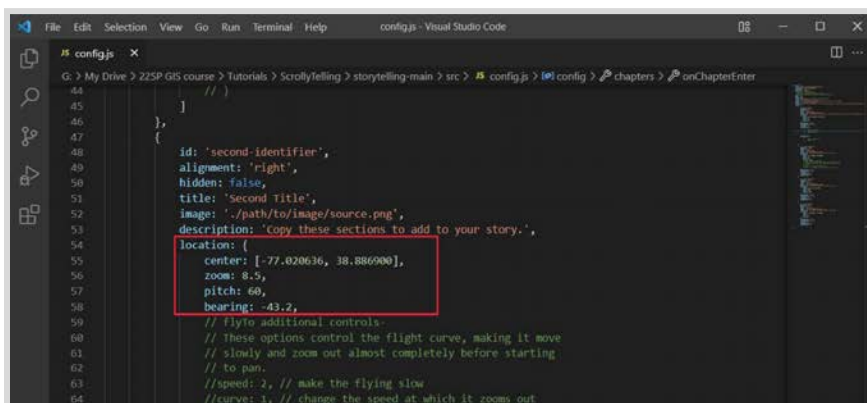 File Edit Selection View Go Run Terminal Help config.js - Visual Studio Code
JS config.js ×
G: > My Drive > 22SP GIS course > Tutorials > ScrollyTelling > storytelling-main > src > JS config.js > config > chapters > onChapterEnter
44 // }
45 ]
46 },
47 {
48 id: 'second-identifier',
49 alignment: 'right',
50 hidden: false,
51 title: 'Second Title',
52 image: './path/to/image/source.png',
53 description: 'Copy these sections to add to your story.',
54 location: {
55 center: [-77.020636, 38.886900],
56 zoom: 8.5,
57 pitch: 60,
58 bearing: -43.2,
59 // flyTo additional controls-
60 // These options control the flight curve, making it move
61 // slowly and zoom out almost completely before starting
62 // to pan.
63 //speed: 2, // make the flying slow
64 //curve: 1, // change the speed at which it zooms out